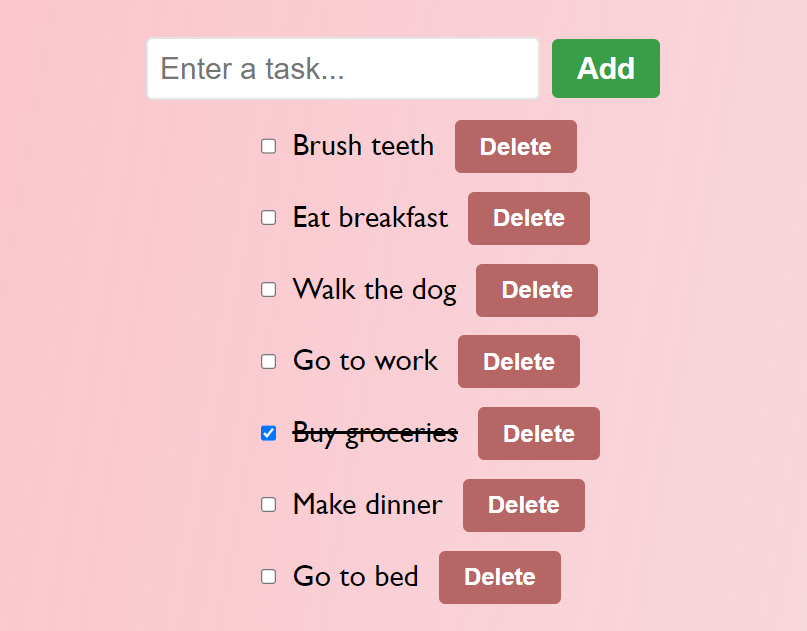 Enter a task... Add
Brush teeth Delete
Eat breakfast Delete
Walk the dog Delete
Go to work Delete
Buy groceries Delete
Make dinner Delete
Go to bed Delete